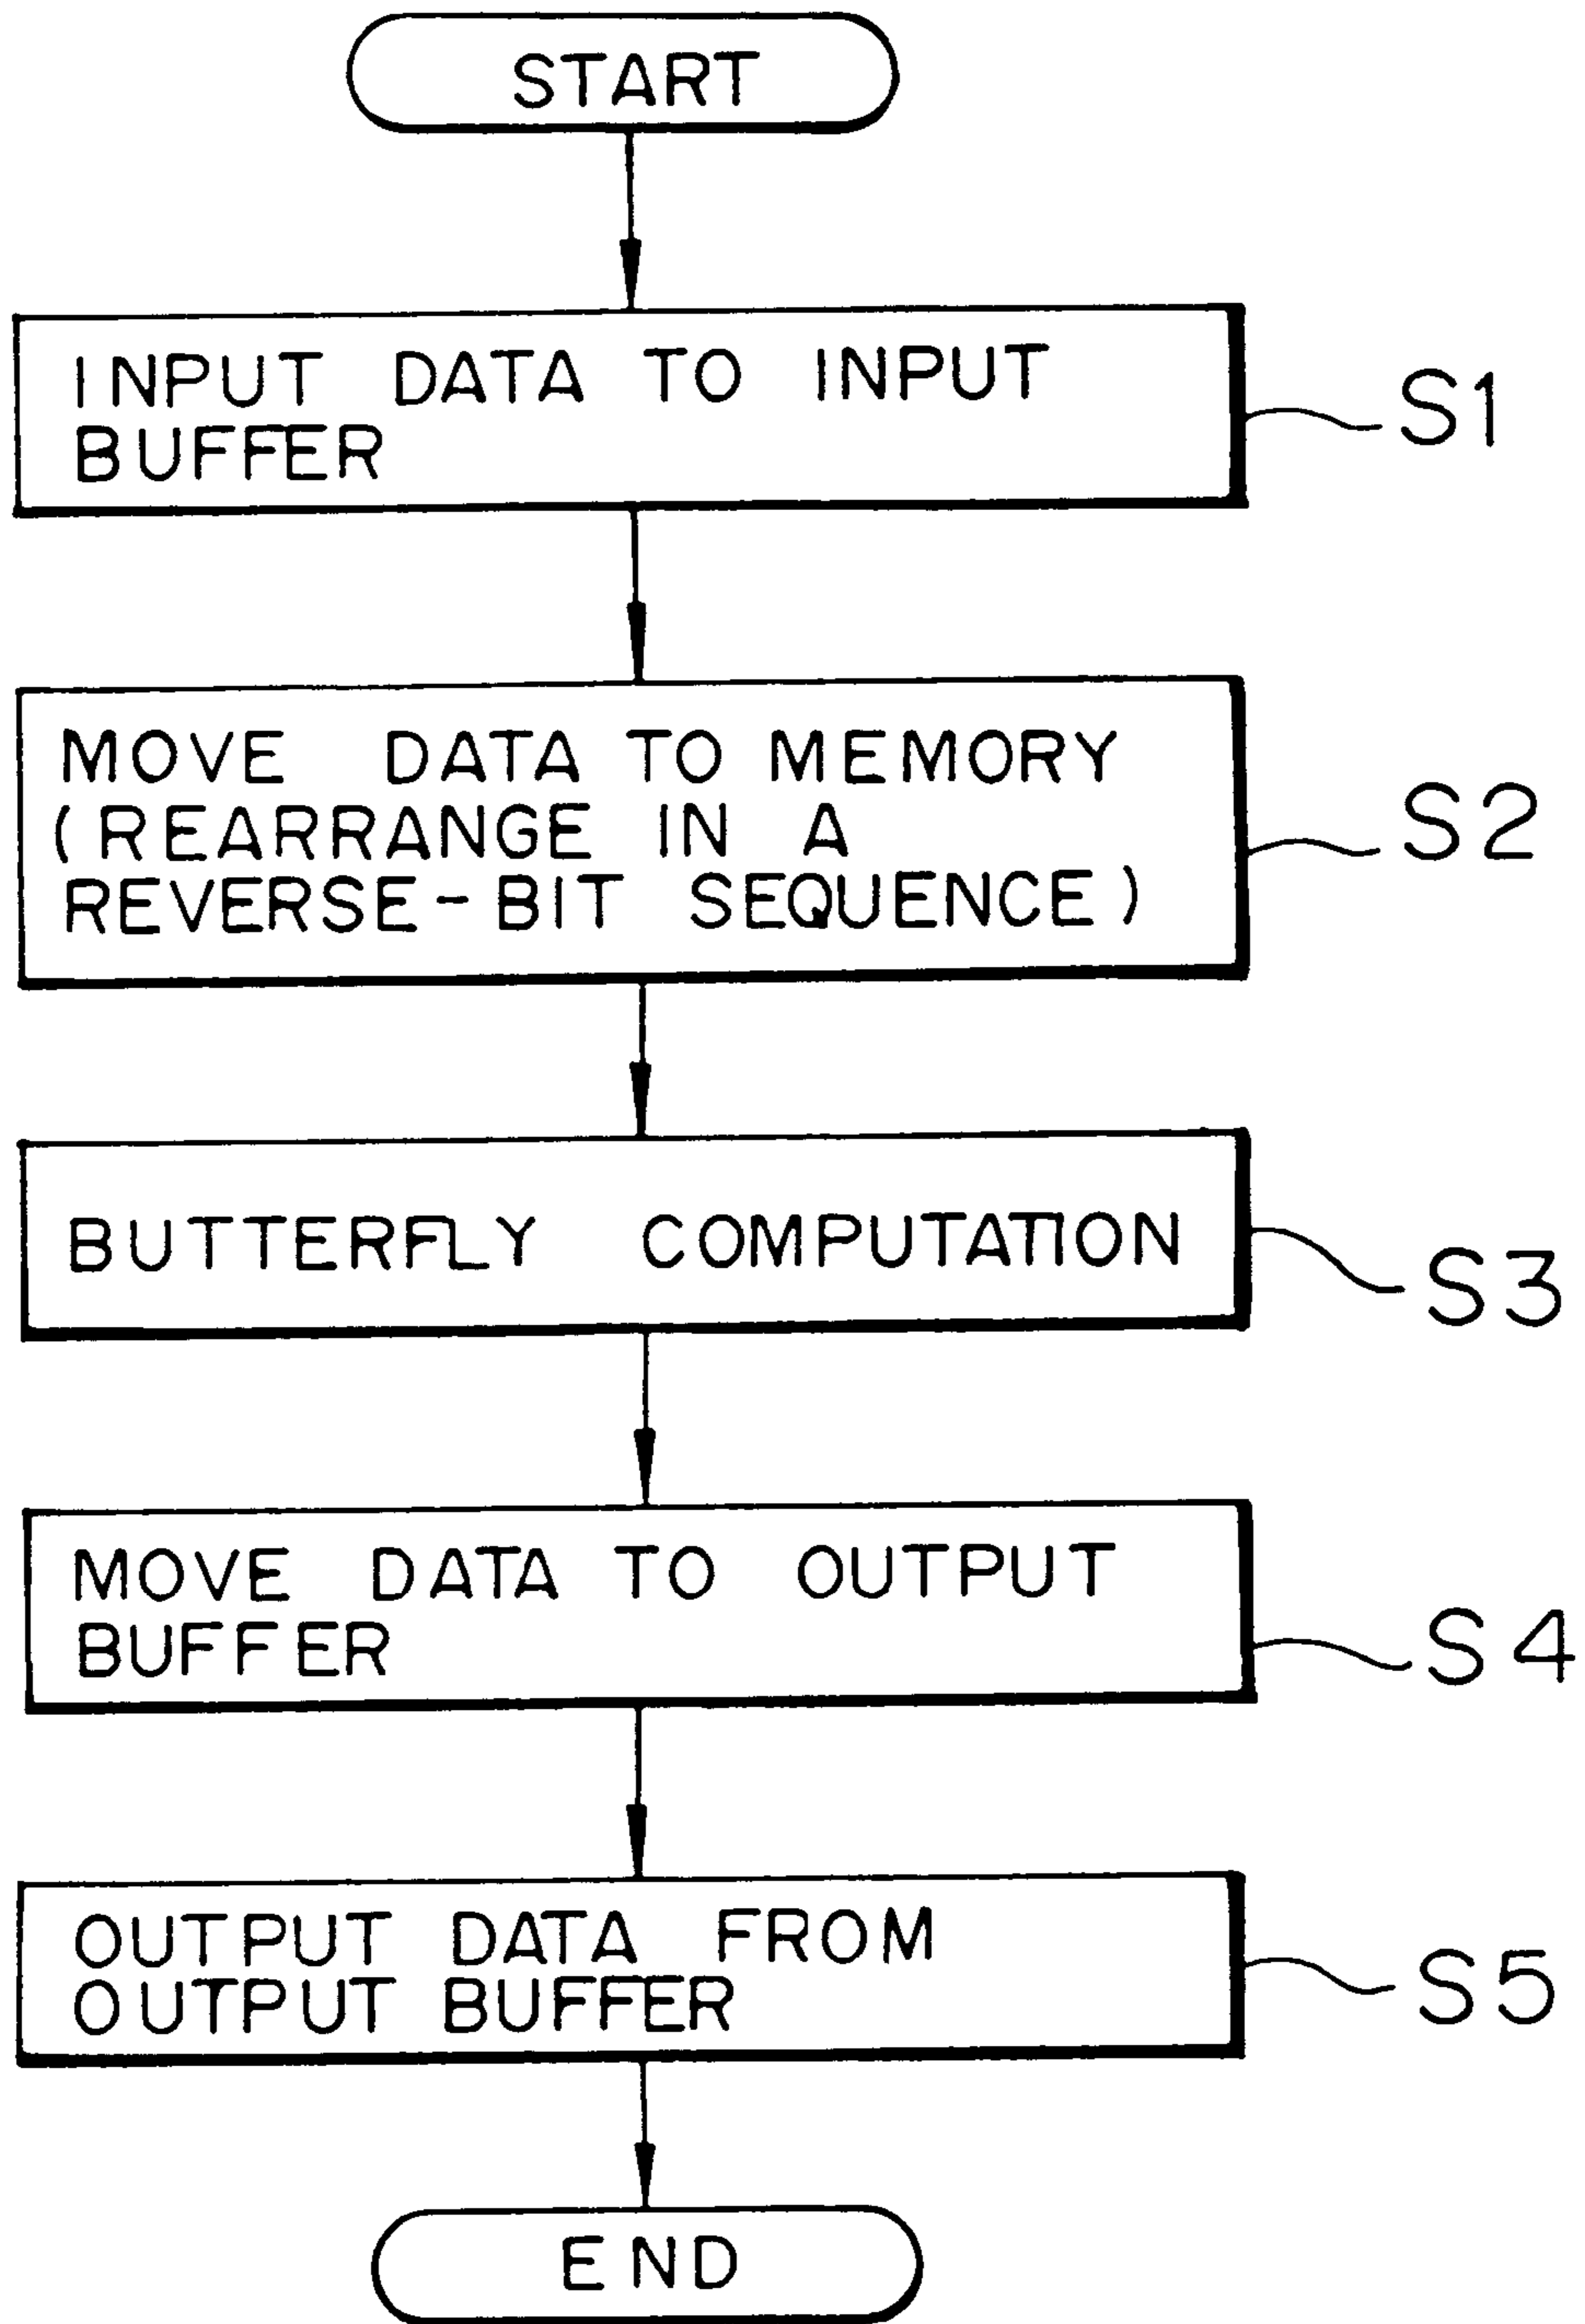 START
INPUT DATA TO INPUT
BUFFER
S1
MOVE DATA TO MEMORY
(REARRANGE IN A
REVERSE-BIT SEQUENCE)
S2
BUTTERFLY COMPUTATION
S3
MOVE DATA TO OUTPUT
BUFFER
S4
OUTPUT DATA FROM
OUTPUT BUFFER
S5
END